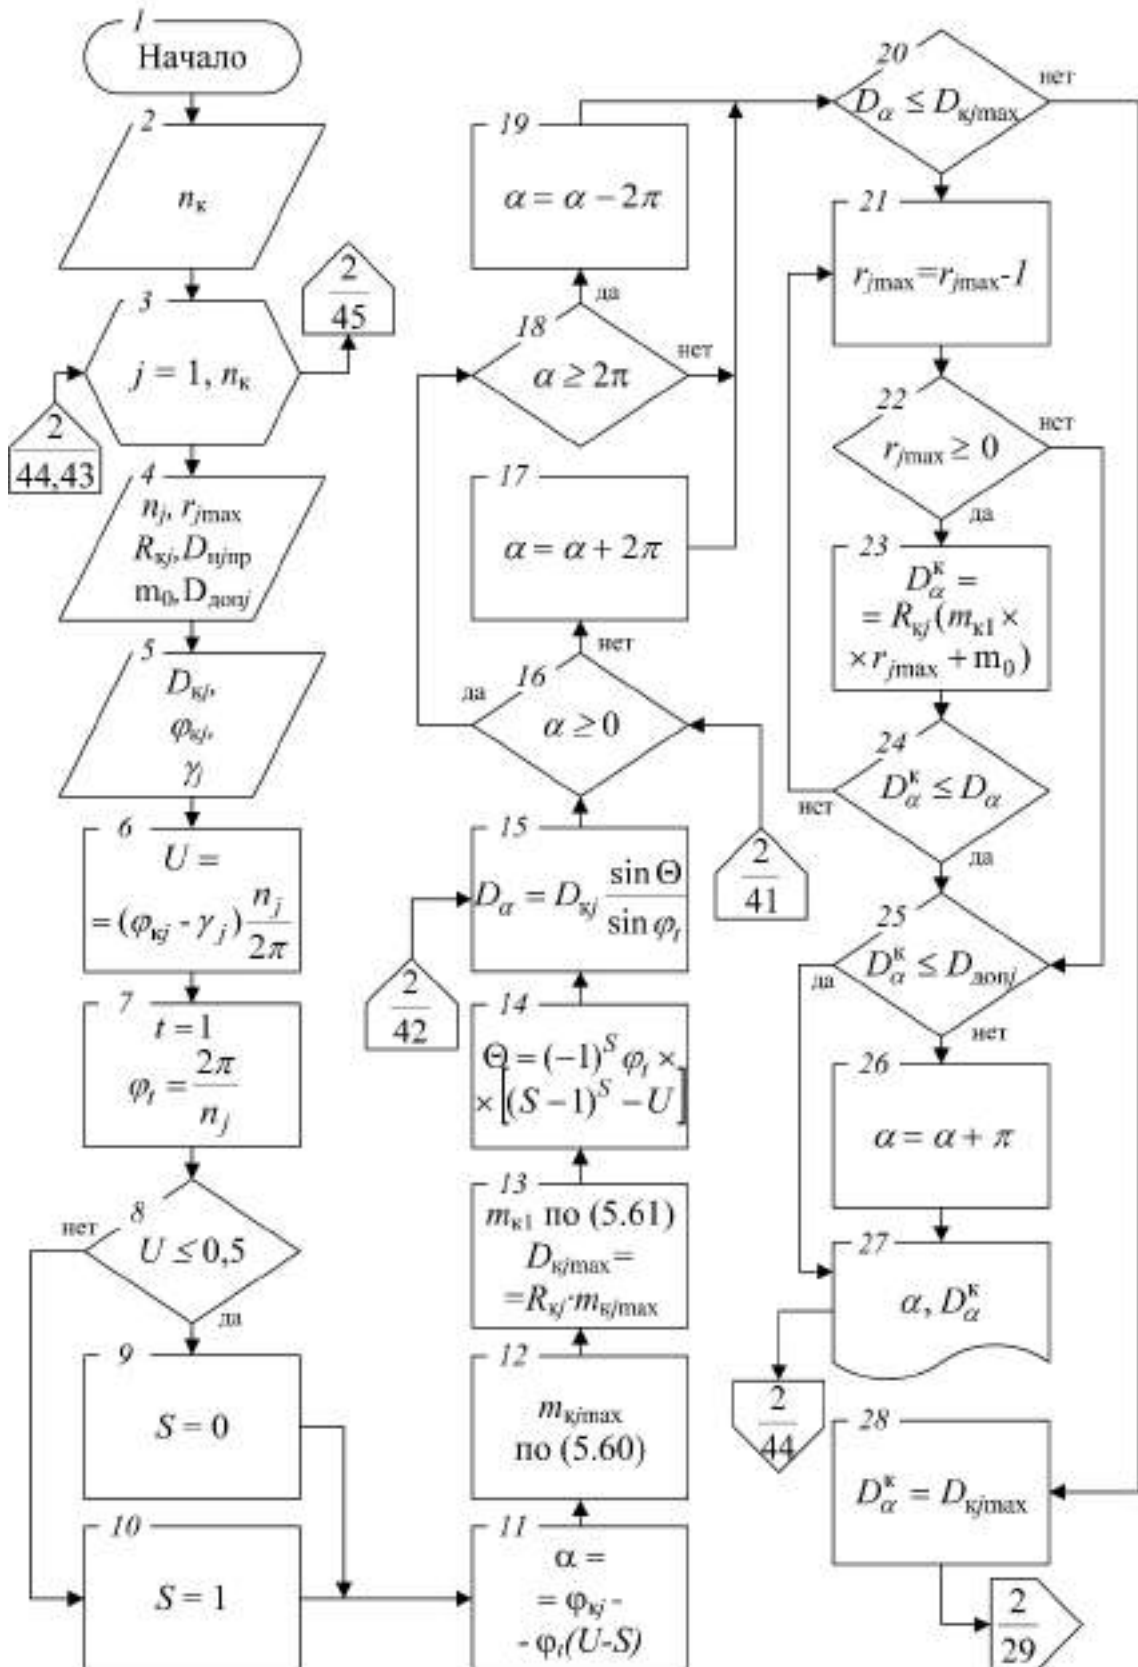 1
Начало
2
nк
3
j = 1, nк
2
45
2
44,43
4
nj, rjmax
Rкj, Dнjпр
m0, Dдопj
5
Dкj,
φкj,
γj
6
U =
= (φкj - γj) nj
2π
7
t = 1
φt = 2π
nj
8
U ≤ 0,5
нет
да
9
S = 0
10
S = 1
11
α =
= φкj -
- φt(U-S)
12
mкjmax
по (5.60)
13
mк1 по (5.61)
Dкjmax =
=Rкj·mкjmax
14
Θ = (−1)^S φt ×
× [(S − 1)^S − U]
15
Dα = Dкj sin Θ
sin φt
2
42
2
41
16
α ≥ 0
да
нет
17
α = α + 2π
18
α ≥ 2π
да
нет
19
α = α − 2π
20
Dα ≤ Dкjmax
нет
21
rjmax=rjmax-1
22
rjmax ≥ 0
нет
да
23
Dα^к =
= Rкj(mк1 ×
× rjmax + m0)
24
Dα^к ≤ Dα
нет
да
25
Dα^к ≤ Dдопj
да
нет
26
α = α + π
27
α, Dα^к
2
44
28
Dα^к = Dкjmax
2
29